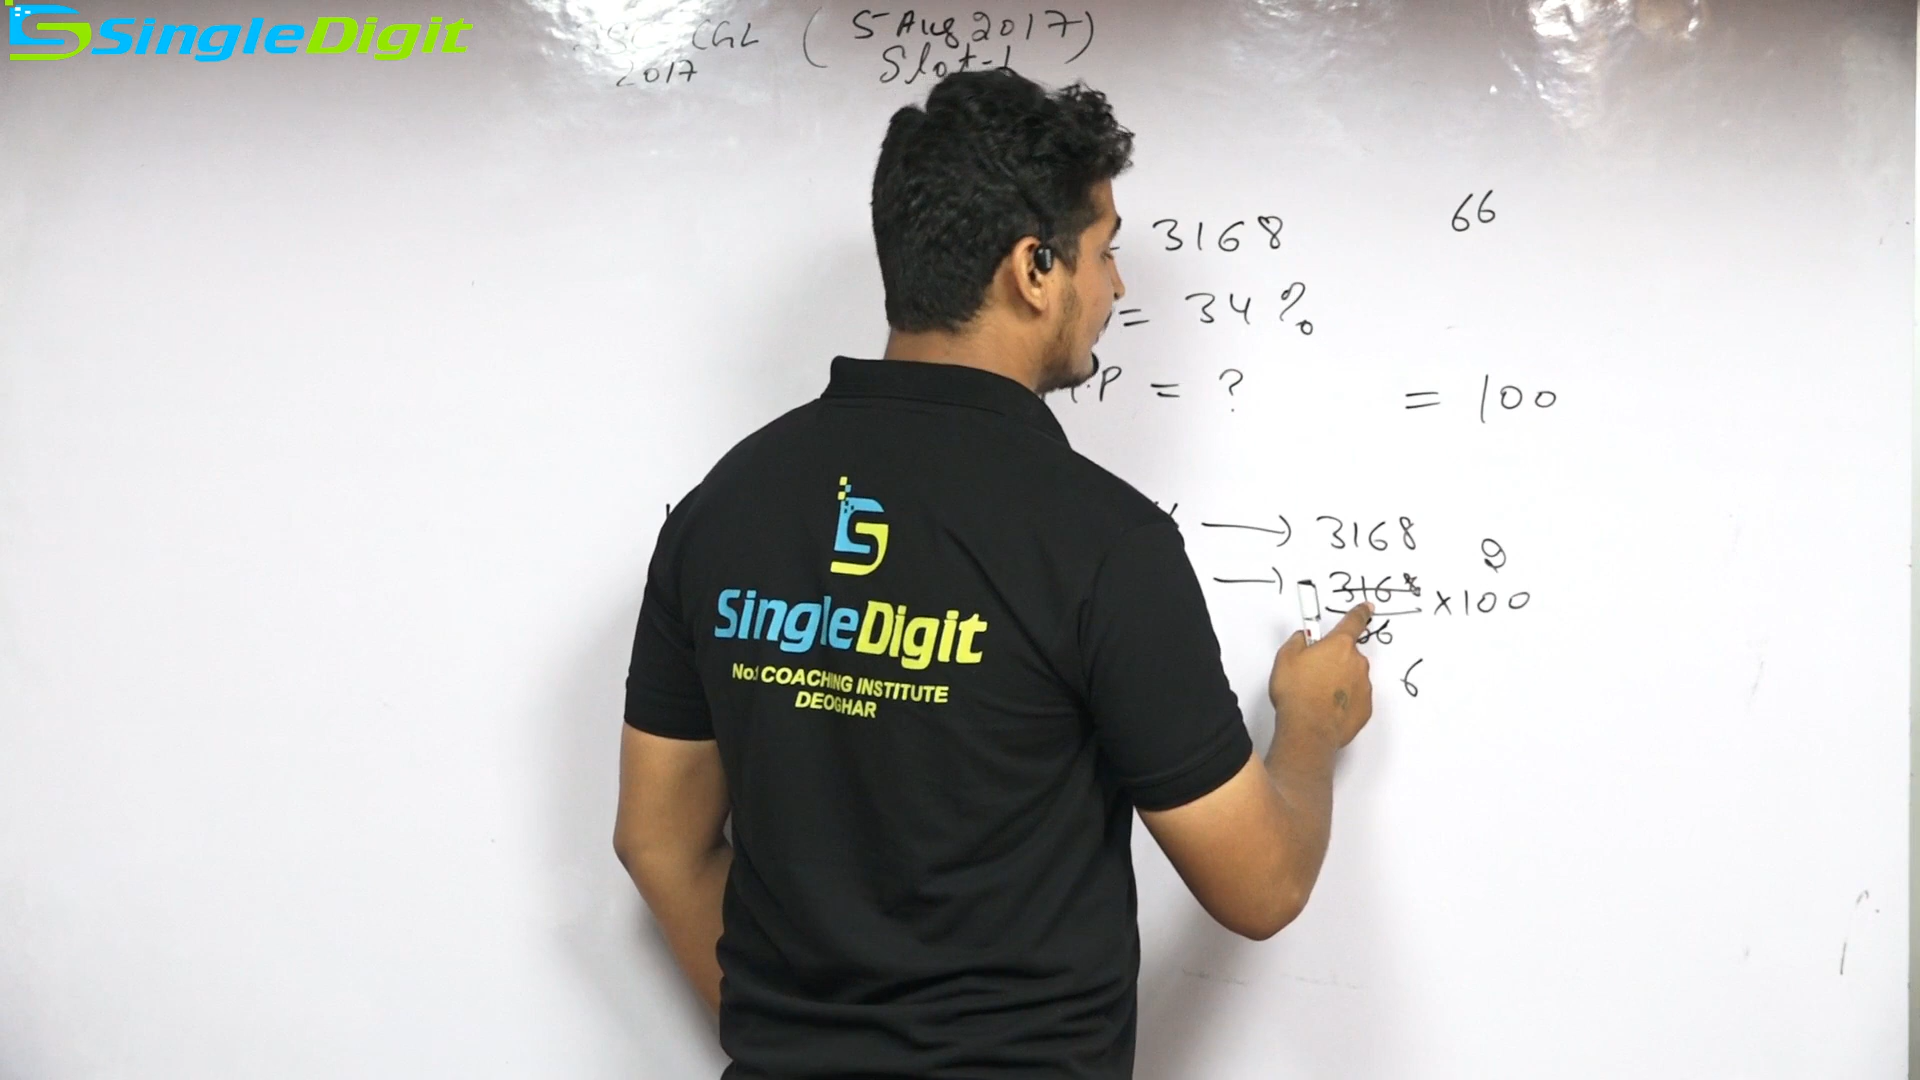 SingleDigit
CGL (5 Aug 2017)
2017 Slot-1
3168 66
= 34%
M.P = ? = 100
→ 3168
9
→ 3168 × 100
66
6
SingleDigit
No.1 COACHING INSTITUTE
DEOGHAR